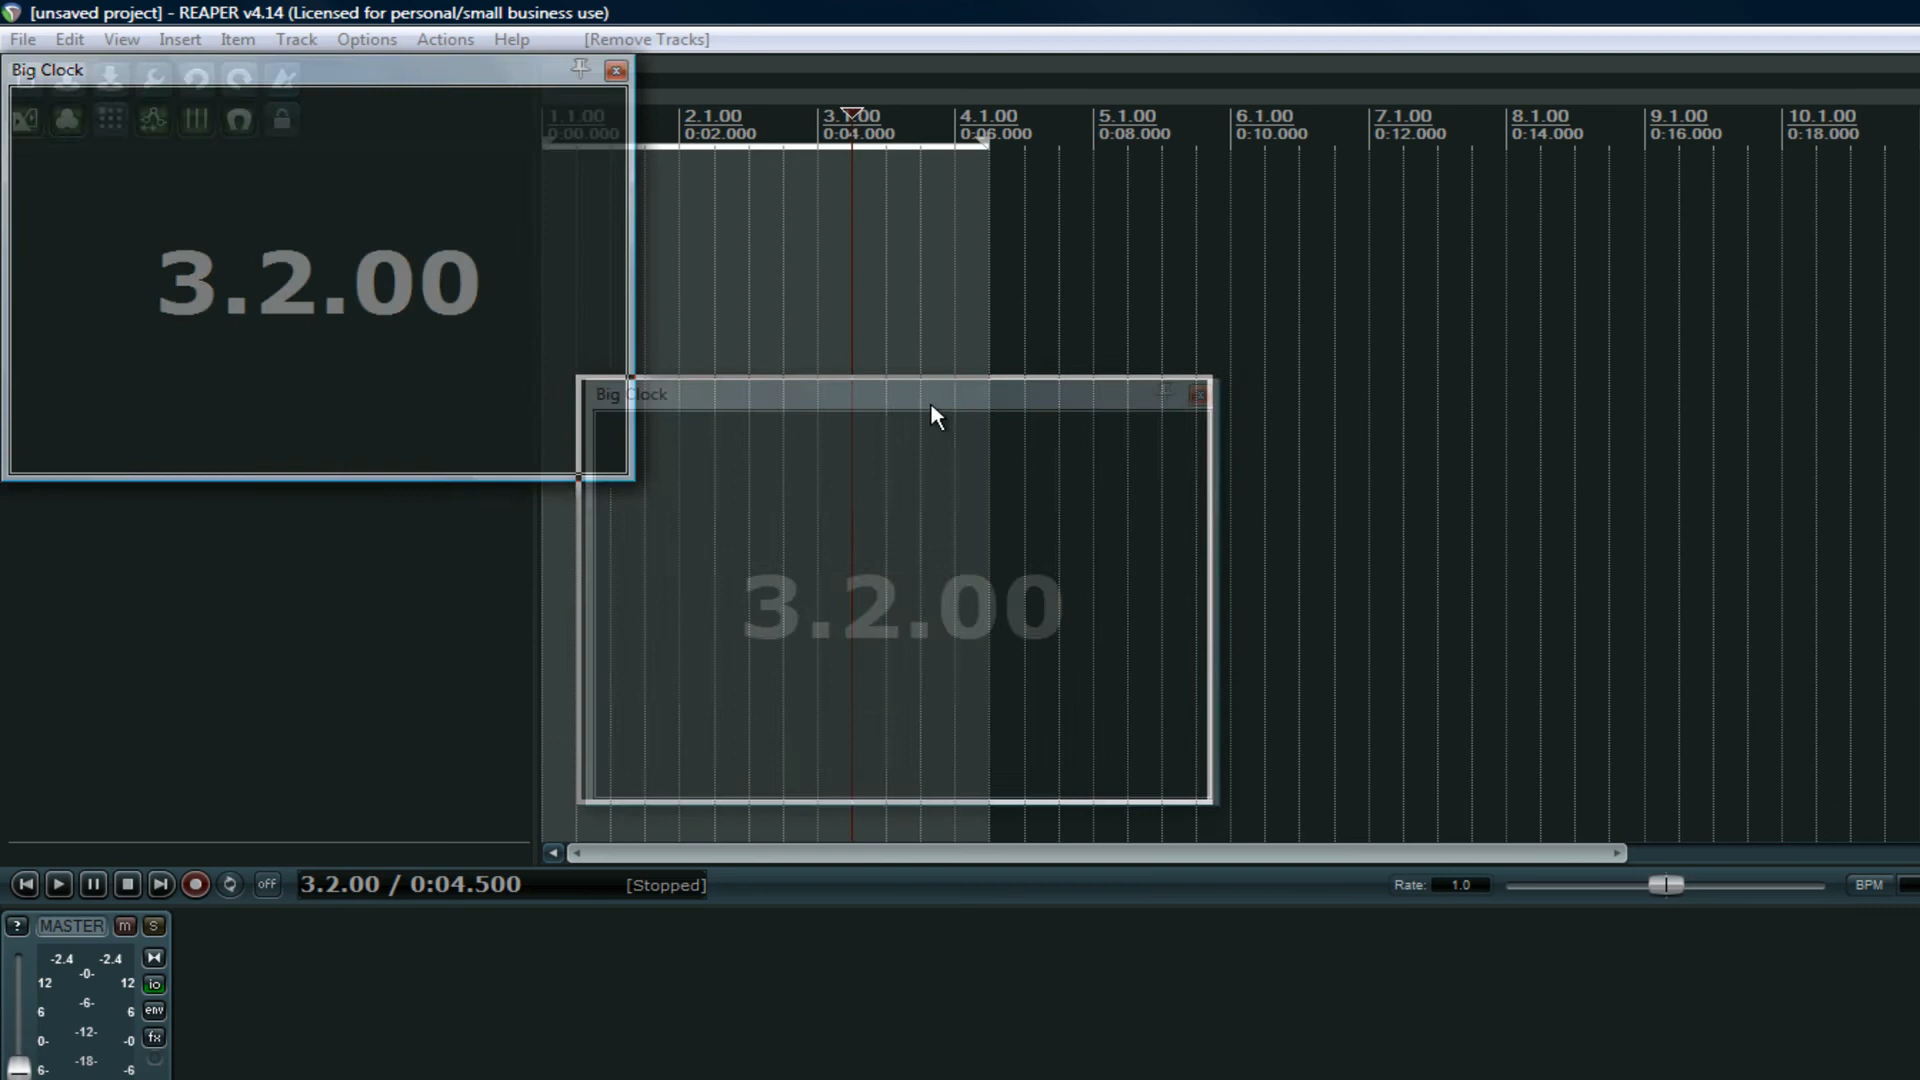 [unsaved project] - REAPER v4.14 (Licensed for personal/small business use)
File Edit View Insert Item Track Options Actions Help [Remove Tracks]
Big Clock
1.1.00 2.1.00 3.1.00 4.1.00 5.1.00 6.1.00 7.1.00 8.1.00 9.1.00 10.1.00
0:00.000 0:02.000 0:04.000 0:06.000 0:08.000 0:10.000 0:12.000 0:14.000 0:16.000 0:18.000
3.2.00
Big Clock
3.2.00
off 3.2.00 / 0:04.500 [Stopped] Rate: 1.0 BPM
? MASTER m S
-2.4 -2.4
-0-
12 12 io
-6-
6 6 env
-12-
0- -0 fx
-18-
6- -6